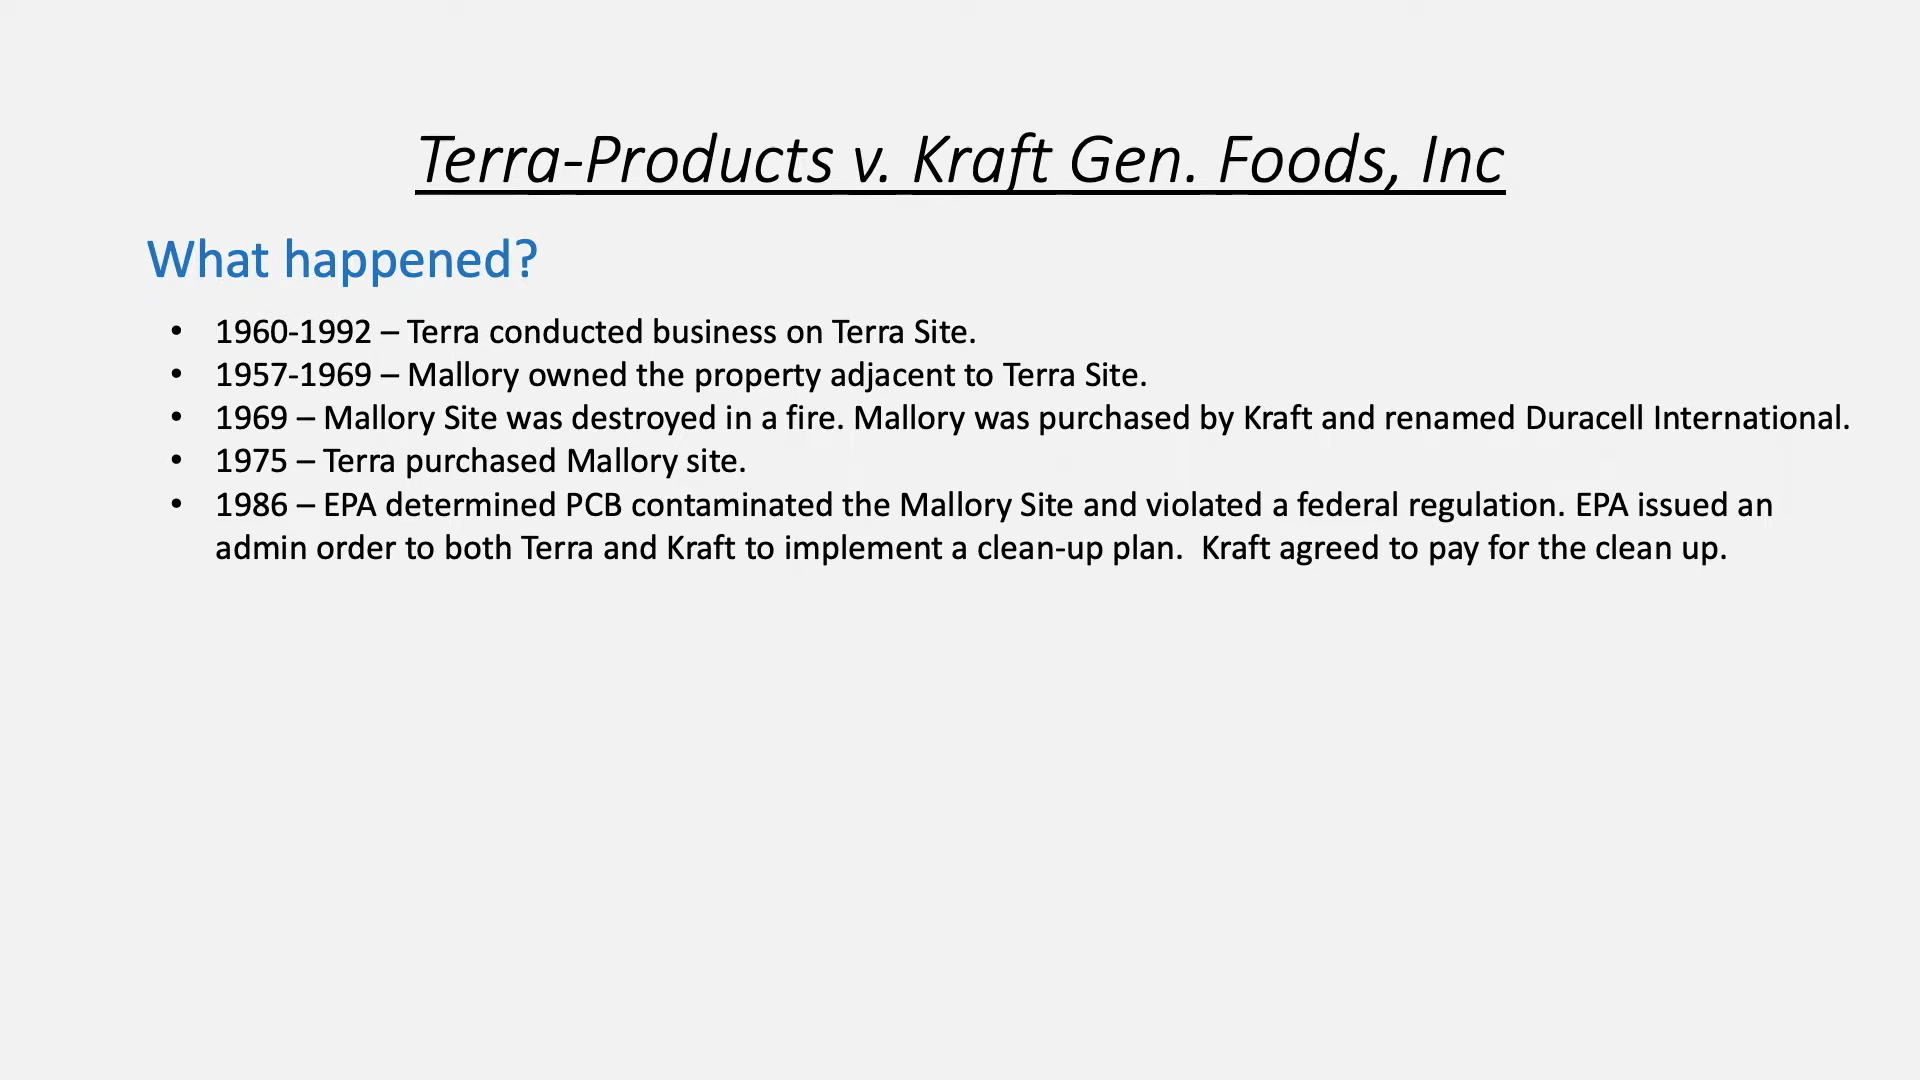 Terra-Products v. Kraft Gen. Foods, Inc
What happened?
• 1960-1992 – Terra conducted business on Terra Site.
• 1957-1969 – Mallory owned the property adjacent to Terra Site.
• 1969 – Mallory Site was destroyed in a fire. Mallory was purchased by Kraft and renamed Duracell International.
• 1975 – Terra purchased Mallory site.
• 1986 – EPA determined PCB contaminated the Mallory Site and violated a federal regulation. EPA issued an
admin order to both Terra and Kraft to implement a clean-up plan.  Kraft agreed to pay for the clean up.